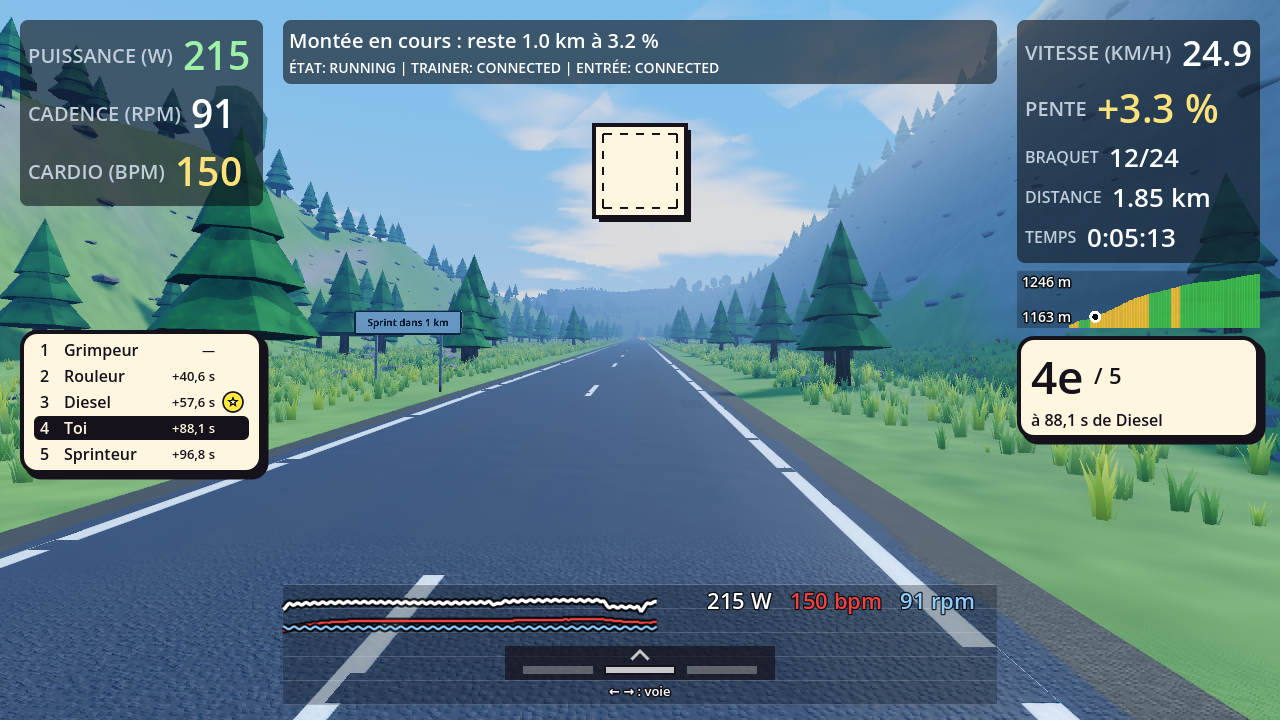 PUISSANCE (W) 215
CADENCE (RPM) 91
CARDIO (BPM) 150
Montée en cours : reste 1.0 km à 3.2 %
ÉTAT: RUNNING | TRAINER: CONNECTED | ENTRÉE: CONNECTED
VITESSE (KM/H) 24.9
PENTE +3.3 %
BRAQUET 12/24
DISTANCE 1.85 km
TEMPS 0:05:13
1246 m
1163 m
Sprint dans 1 km
1 Grimpeur —
2 Rouleur +40,6 s
3 Diesel +57,6 s
4 Toi +88,1 s
5 Sprinteur +96,8 s
4e / 5
à 88,1 s de Diesel
215 W 150 bpm 91 rpm
← → : voie